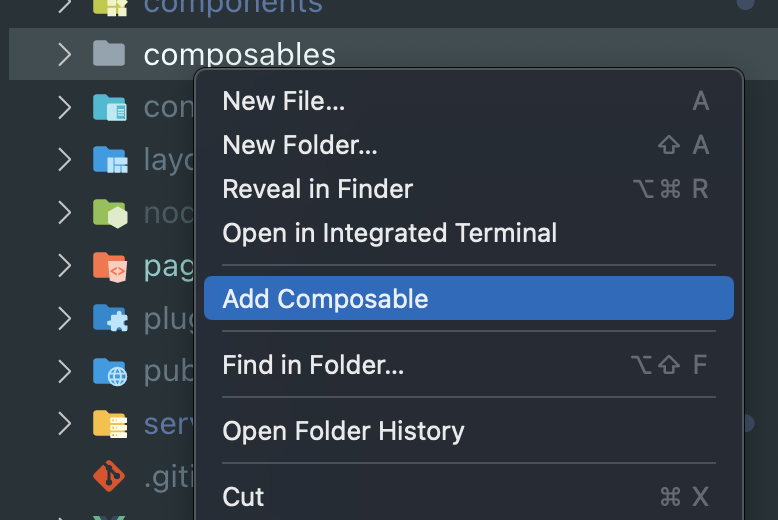 components
composables
New File... A
New Folder... ⇧ A
Reveal in Finder ⌥⌘ R
Open in Integrated Terminal
Add Composable
Find in Folder... ⌥⇧ F
Open Folder History
Cut ⌘ X
con
layo
nod
pag
plug
pub
serv
.giti